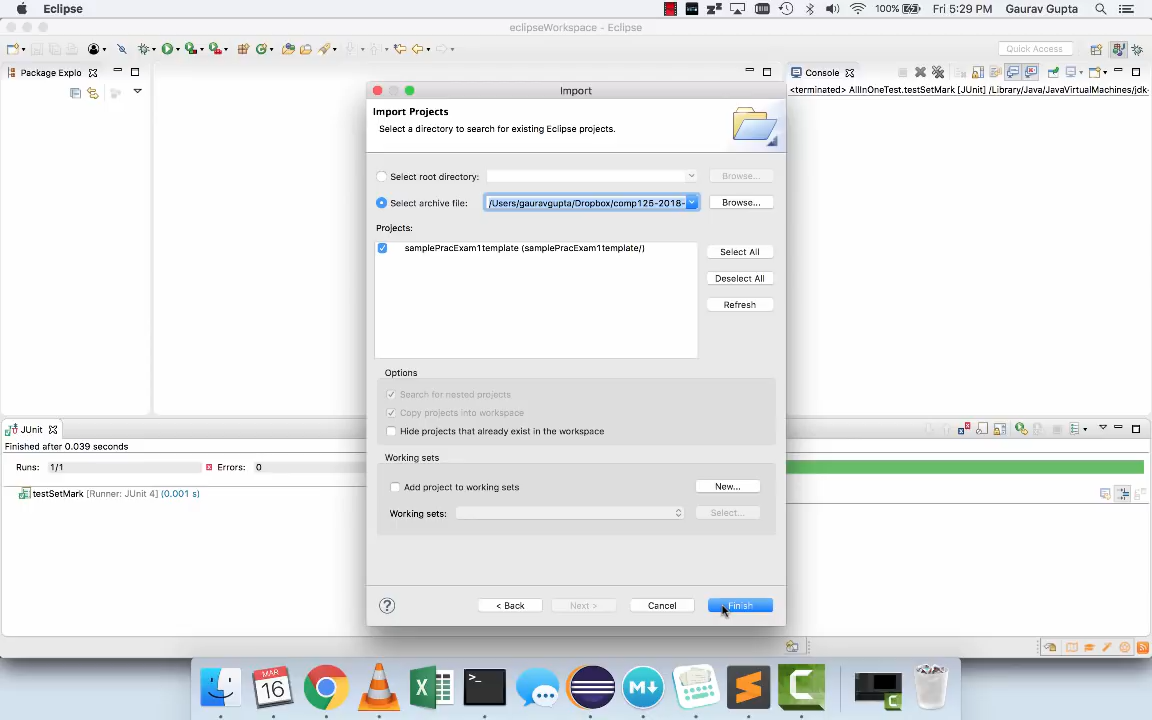 Eclipse
100%
Fri 5:29 PM
Gaurav Gupta
eclipseWorkspace - Eclipse
Quick Access
Package Explo
Console
<terminated> AllInOneTest.testSetMark [JUnit] /Library/Java/JavaVirtualMachines/jdk-
Import
Import Projects
Select a directory to search for existing Eclipse projects.
Select root directory:
Browse...
Select archive file:
/Users/gauravgupta/Dropbox/comp125-2018-
Browse...
Projects:
samplePracExam1template (samplePracExam1template/)
Select All
Deselect All
Refresh
Options
Search for nested projects
Copy projects into workspace
Hide projects that already exist in the workspace
Working sets
Add project to working sets
New...
Working sets:
Select...
?
< Back
Next >
Cancel
Finish
JUnit
Finished after 0.039 seconds
Runs: 1/1
Errors: 0
testSetMark [Runner: JUnit 4] (0.001 s)
MAR
16